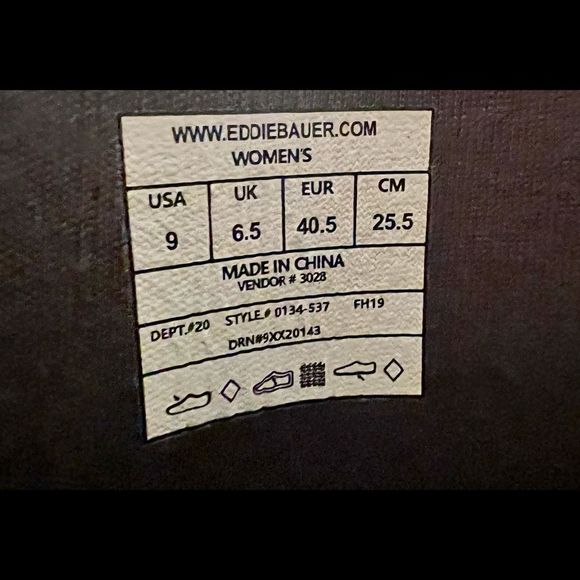 WWW.EDDIEBAUER.COM
WOMEN'S
USA UK EUR CM
9 6.5 40.5 25.5
MADE IN CHINA
VENDOR # 3028
DEPT.#20 STYLE# 0134-537 FH19
DRN#9XX20143